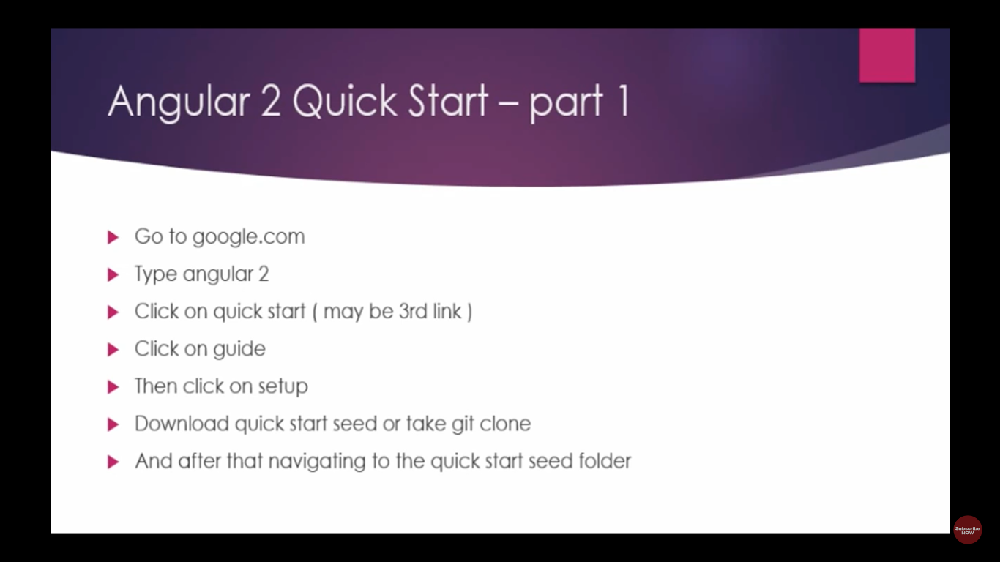 Angular 2 Quick Start – part 1
Go to google.com
Type angular 2
Click on quick start ( may be 3rd link )
Click on guide
Then click on setup
Download quick start seed or take git clone
And after that navigating to the quick start seed folder
Subscribe
NOW